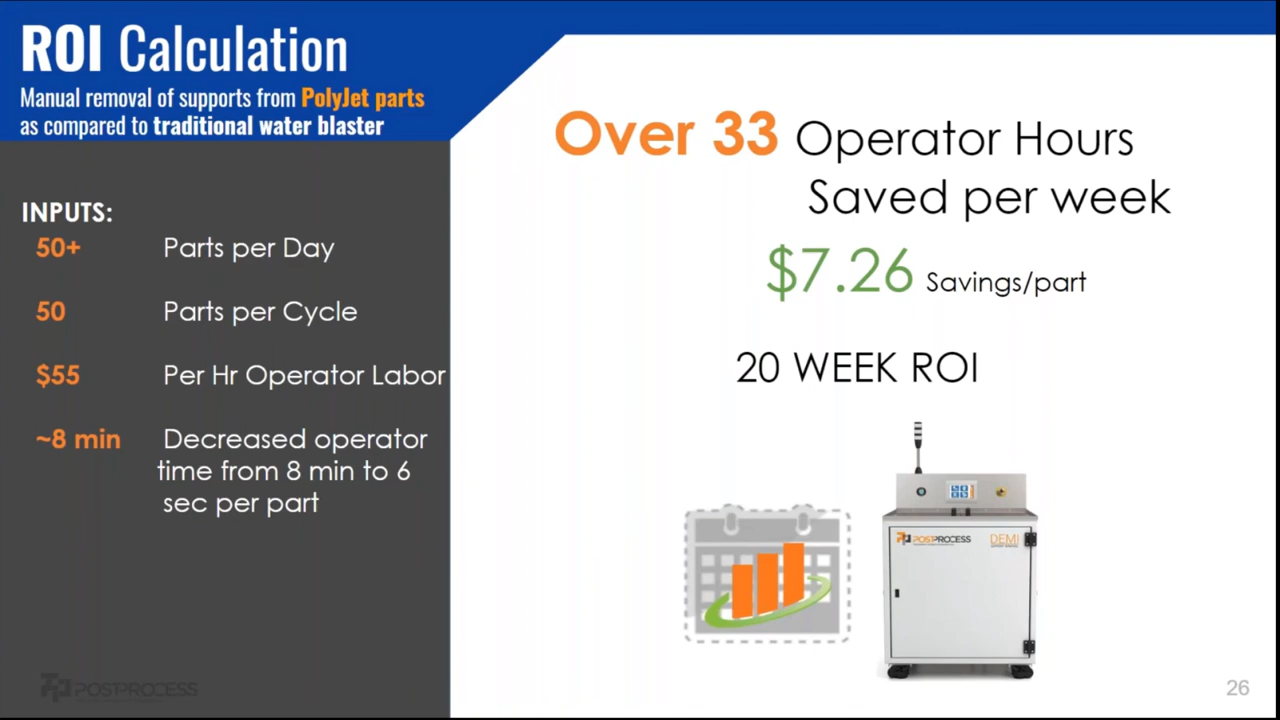 ROI Calculation
Manual removal of supports from PolyJet parts
as compared to traditional water blaster
INPUTS:
50+ Parts per Day
50 Parts per Cycle
$55 Per Hr Operator Labor
~8 min Decreased operator
time from 8 min to 6
sec per part
Over 33 Operator Hours
Saved per week
$7.26 Savings/part
20 WEEK ROI
POSTPROCESS
DEMI
POSTPROCESS
26